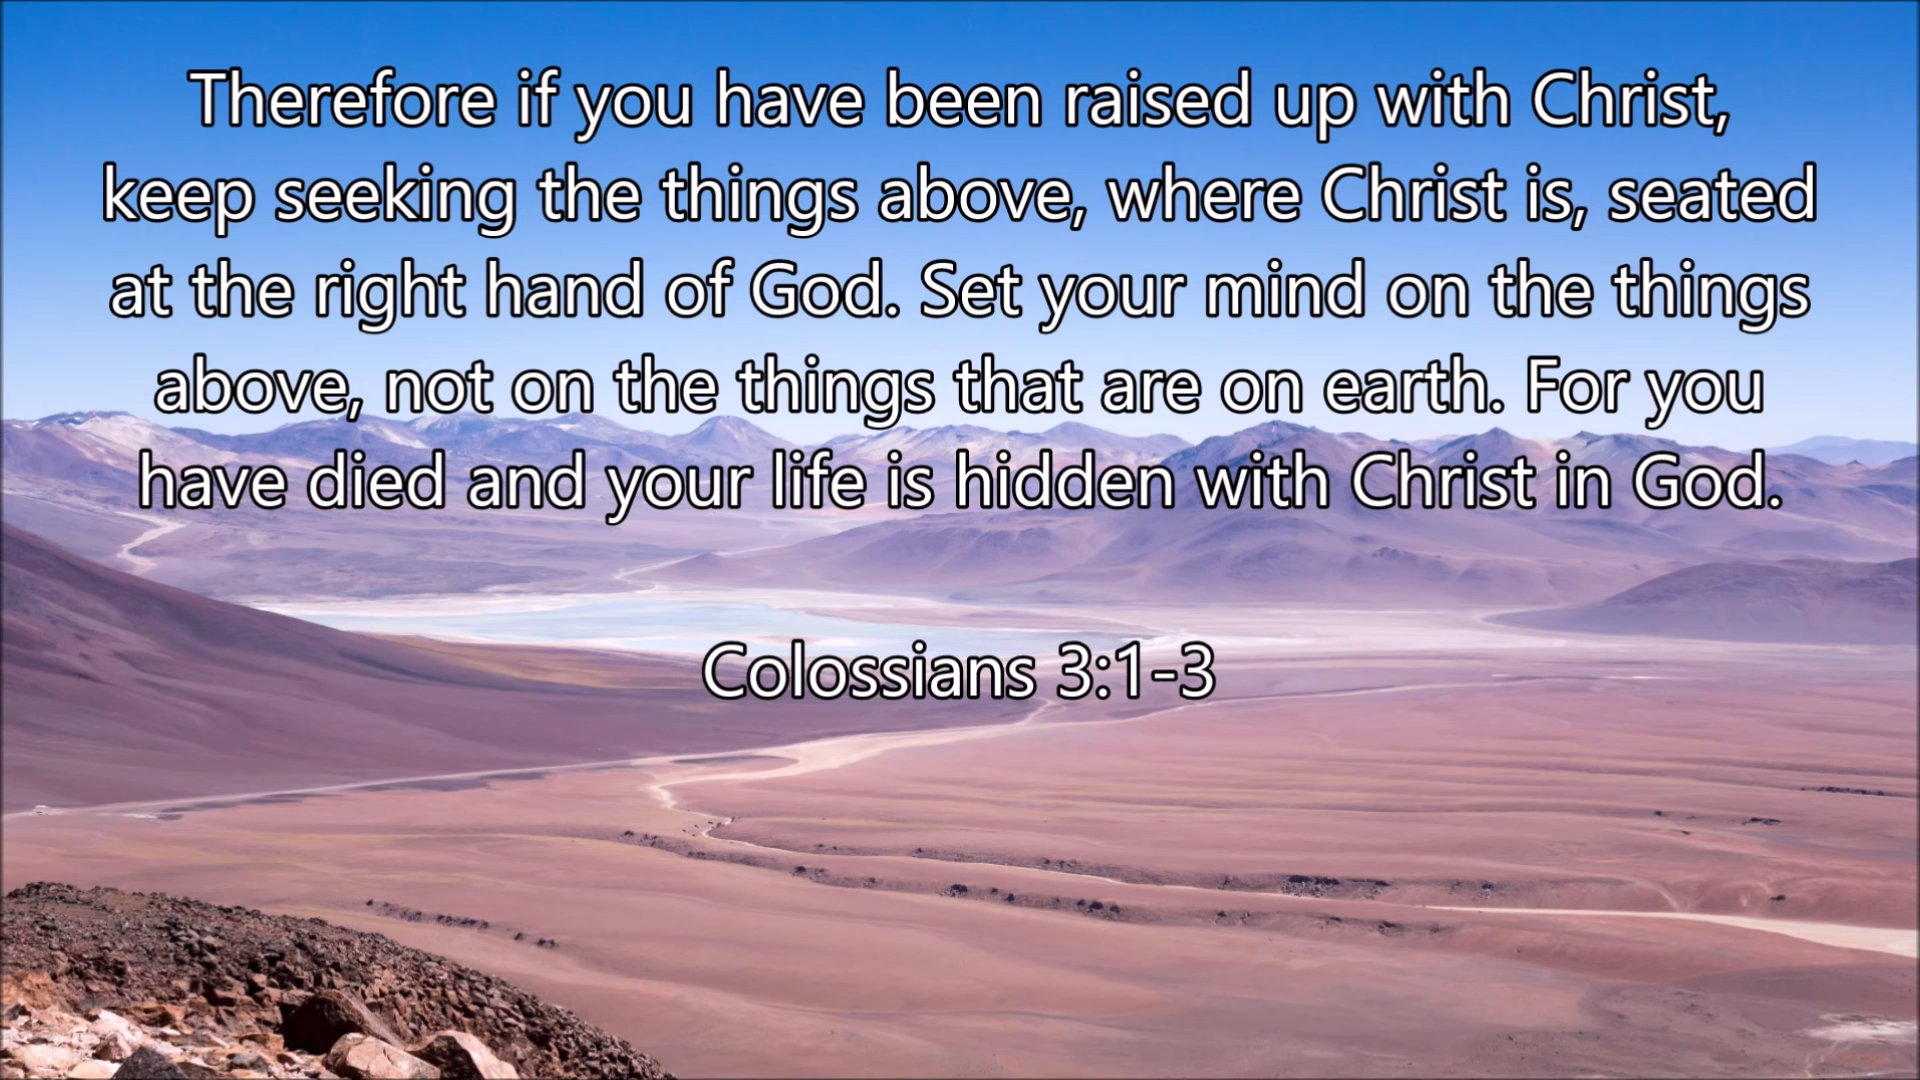 Therefore if you have been raised up with Christ,
keep seeking the things above, where Christ is, seated
at the right hand of God. Set your mind on the things
above, not on the things that are on earth. For you
have died and your life is hidden with Christ in God.
Colossians 3:1-3